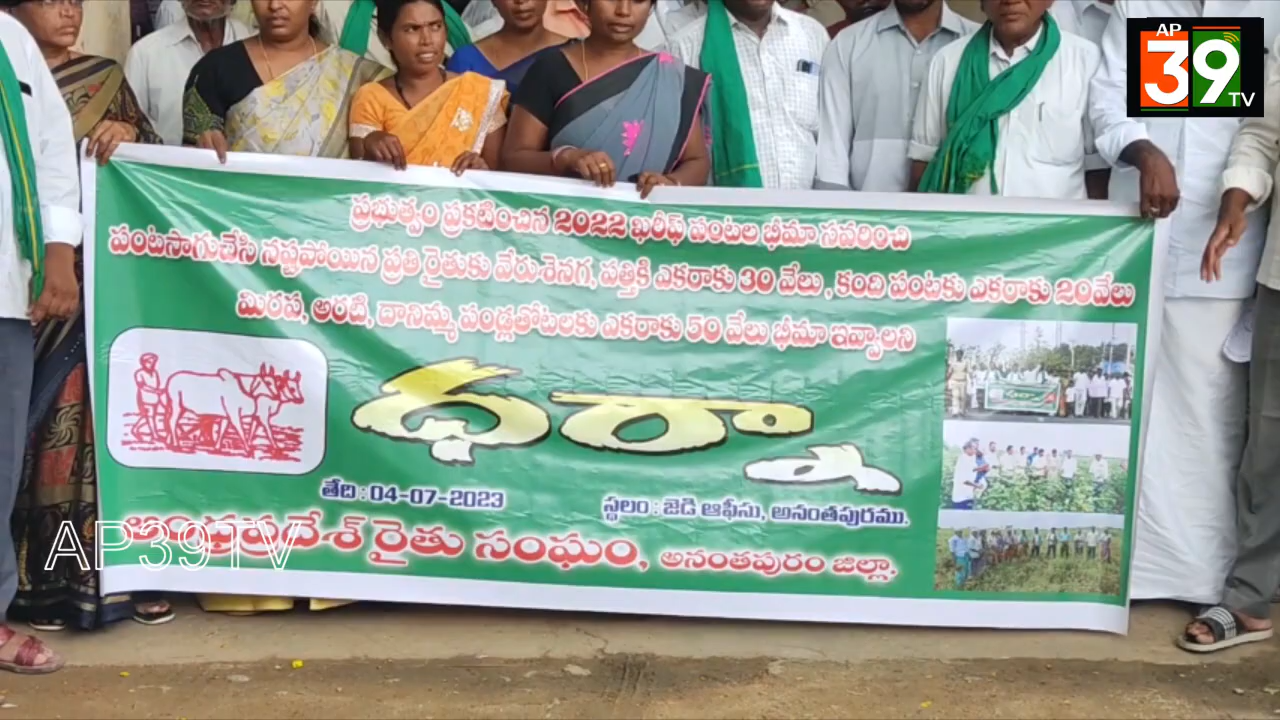 AP
39
TV
ప్రభుత్వం ప్రకటించిన 2022 ఖరీఫ్ పంటల భీమా సవరించి
పంటసాగుచేసి నష్టపోయిన ప్రతి రైతుకు వేరుశెనగ, పత్తికి ఎకరాకు 30 వేలు, కంది పంటకు ఎకరాకు 20వేలు
మిరప, అరటి, దానిమ్మ పండ్లతోటలకు ఎకరాకు 50 వేలు భీమా ఇవ్వాలని
ధర్నా
తేది : 04-07-2023
స్థలం : జెడి ఆఫీసు, అనంతపురము.
ఆంధ్రప్రదేశ్ రైతు సంఘం, అనంతపురం జిల్లా.
AP39TV